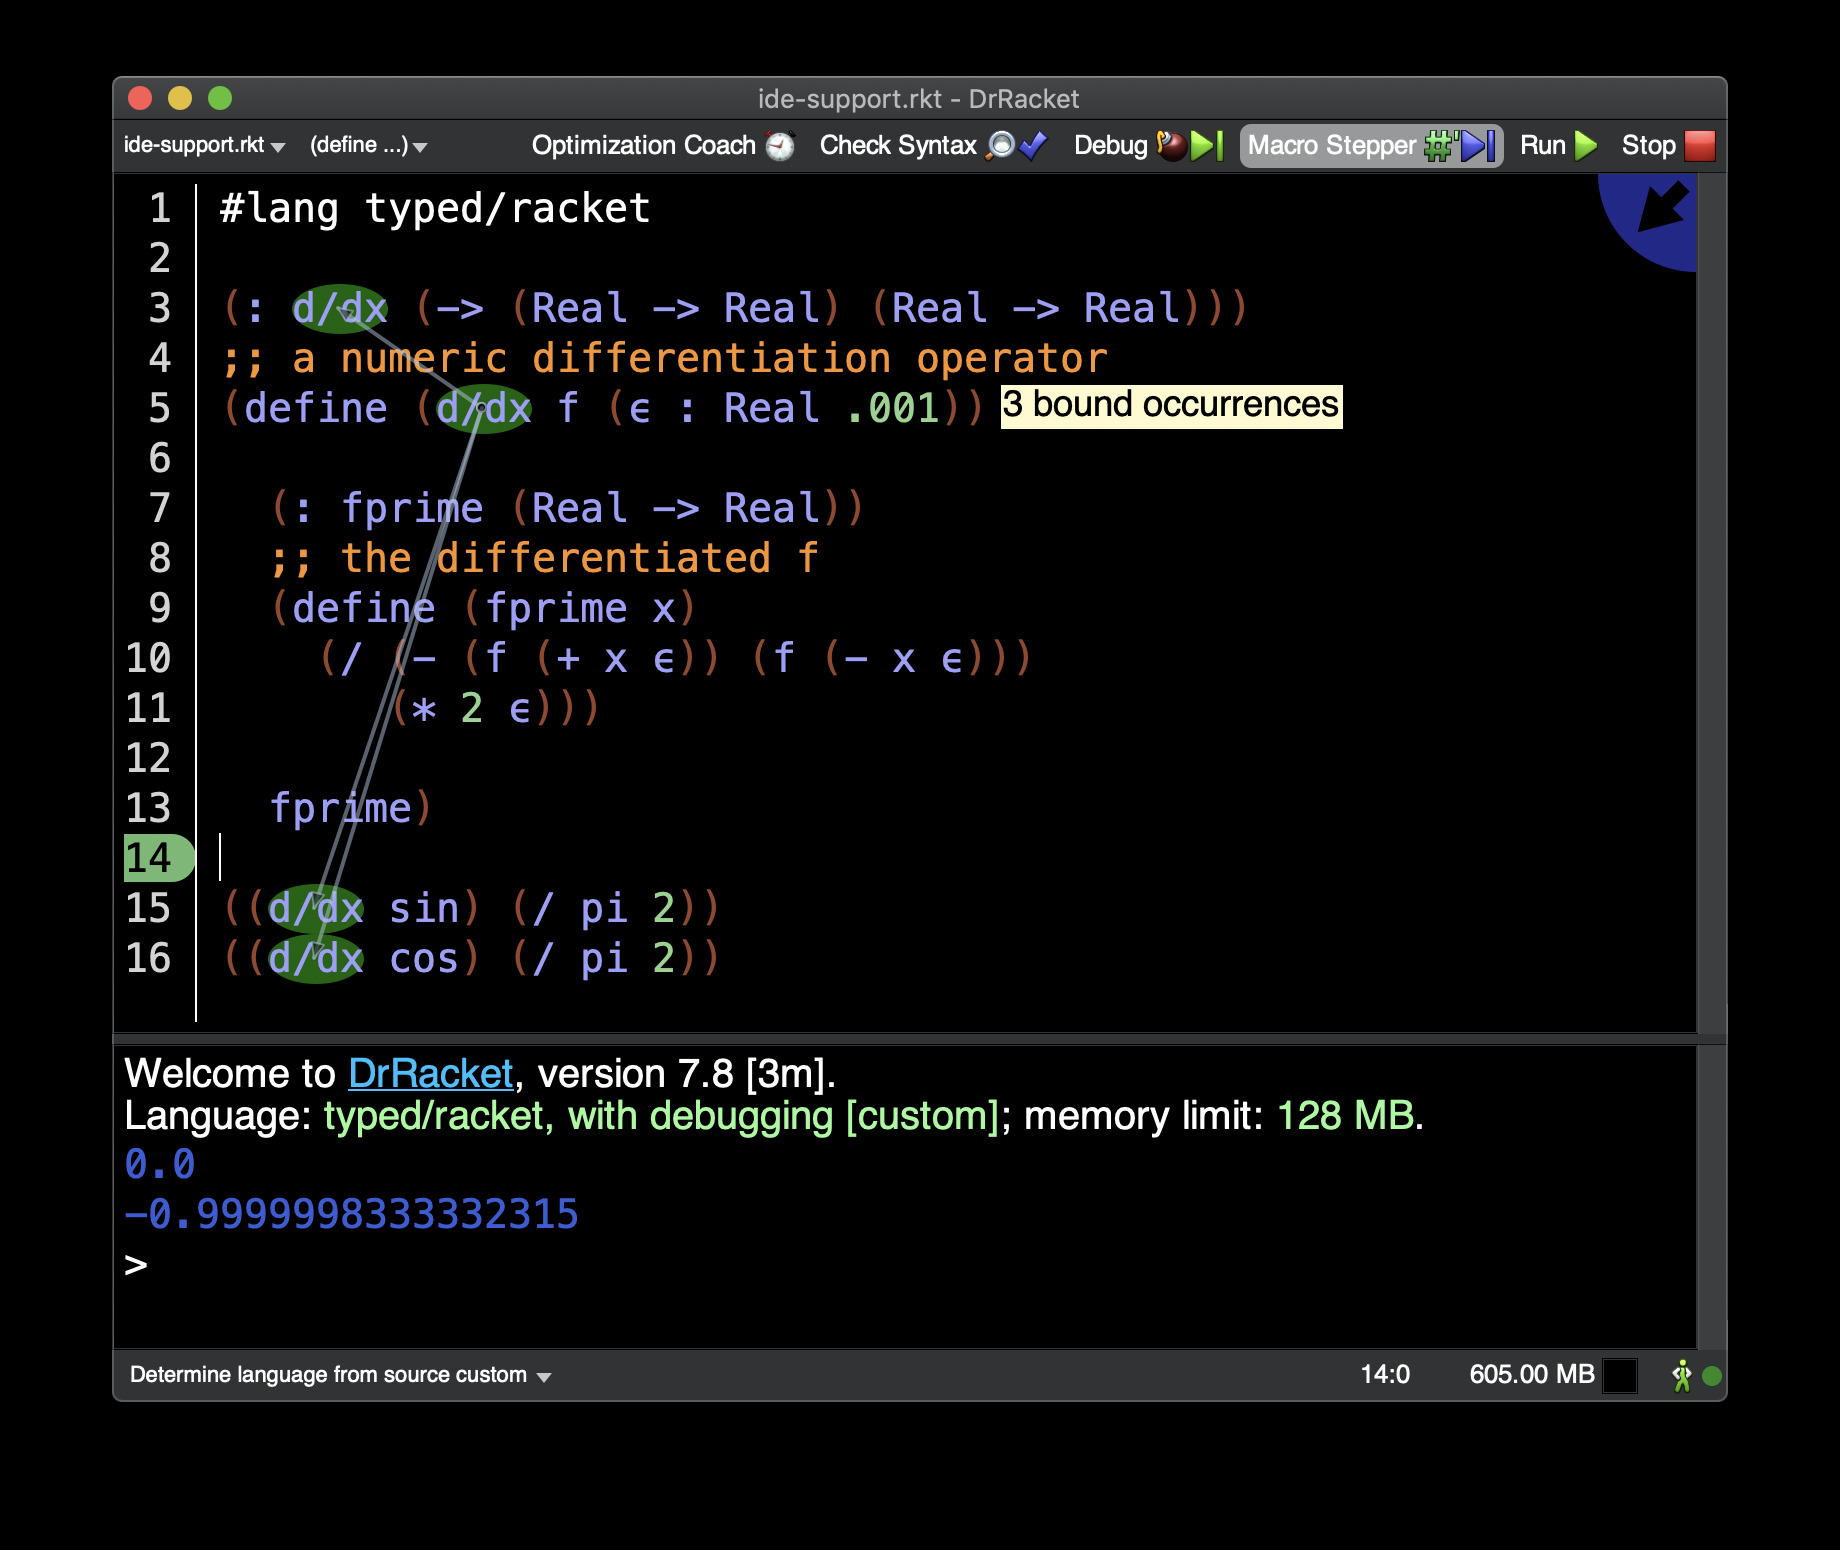 ide-support.rkt - DrRacket
ide-support.rkt (define ...) Optimization Coach Check Syntax Debug Macro Stepper #' Run Stop
1 #lang typed/racket
2
3 (: d/dx (-> (Real -> Real) (Real -> Real)))
4 ;; a numeric differentiation operator
5 (define (d/dx f (ϵ : Real .001)) 3 bound occurrences
6
7 (: fprime (Real -> Real))
8 ;; the differentiated f
9 (define (fprime x)
10 (/ (- (f (+ x ϵ)) (f (- x ϵ)))
11 (* 2 ϵ)))
12
13 fprime)
14
15 ((d/dx sin) (/ pi 2))
16 ((d/dx cos) (/ pi 2))
Welcome to DrRacket, version 7.8 [3m].
Language: typed/racket, with debugging [custom]; memory limit: 128 MB.
0.0
-0.9999998333332315
>
Determine language from source custom 14:0 605.00 MB